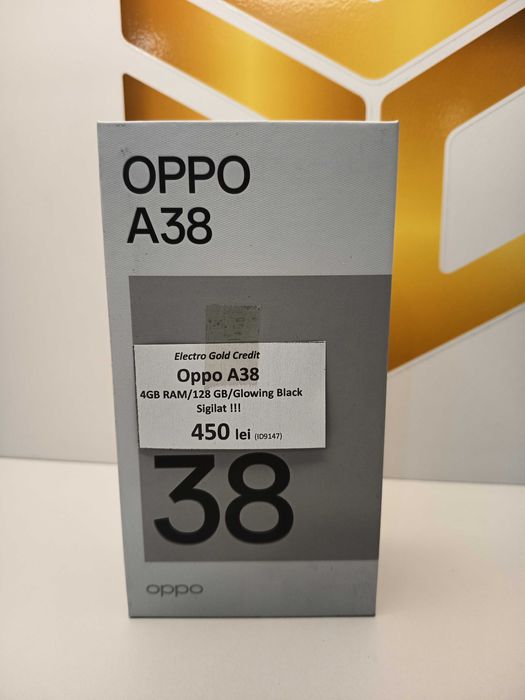 OPPO
A38
Electro Gold Credit
Oppo A38
4GB RAM/128 GB/Glowing Black
Sigilat !!!
450 lei (ID9147)
38
oppo